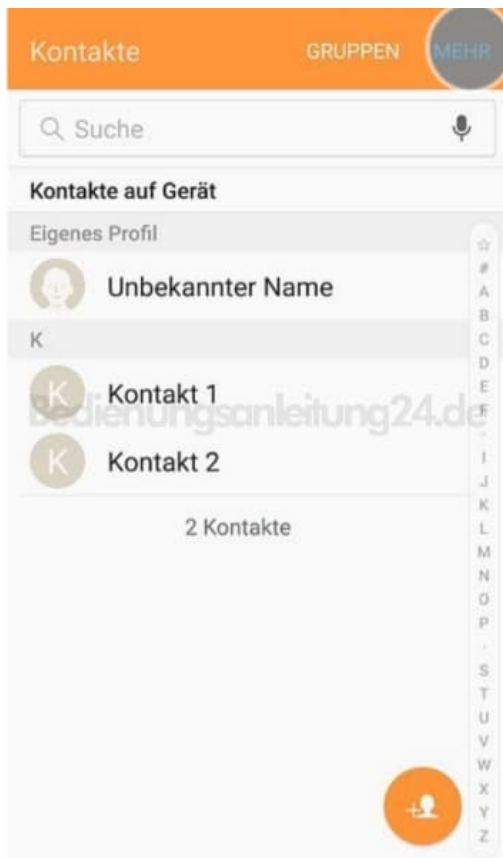 Kontakte GRUPPEN MEHR
Suche
Kontakte auf Gerät
Eigenes Profil
Unbekannter Name
K
K Kontakt 1
Bedienungsanleitung24.de
K Kontakt 2
2 Kontakte
#
A
B
C
D
E
F
.
I
J
K
L
M
N
O
P
.
S
T
U
V
W
X
Y
Z